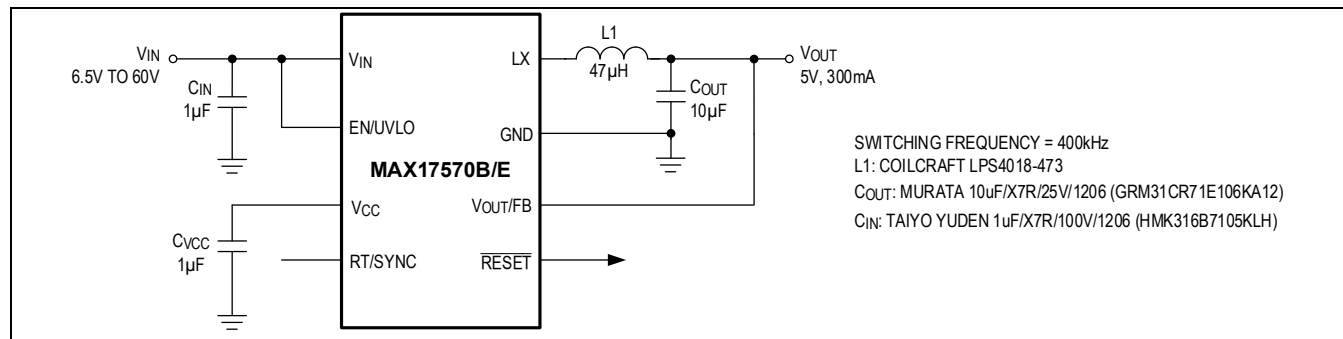 VIN
6.5V TO 60V
CIN
1µF
VIN
EN/UVLO
MAX17570B/E
VCC
CVCC
1µF
RT/SYNC
LX
GND
VOUT/FB
RESET
L1
47µH
COUT
10µF
VOUT
5V, 300mA
SWITCHING FREQUENCY = 400kHz
L1: COILCRAFT LPS4018-473
COUT: MURATA 10uF/X7R/25V/1206 (GRM31CR71E106KA12)
CIN: TAIYO YUDEN 1uF/X7R/100V/1206 (HMK316B7105KLH)